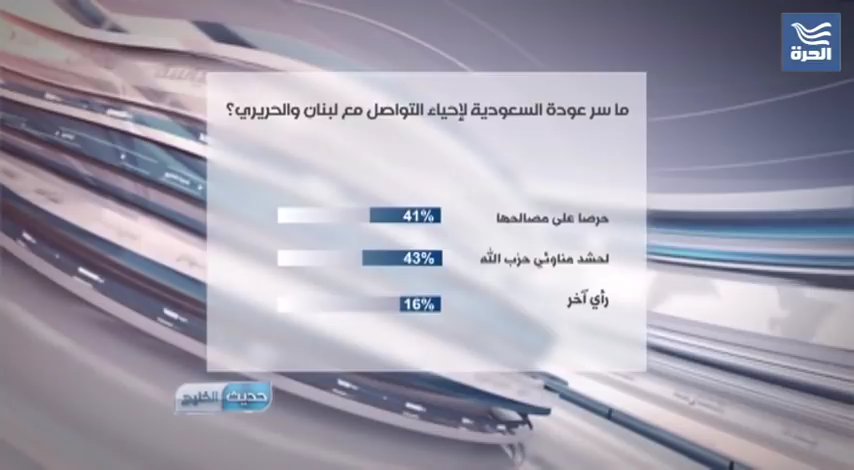 الحرة
ما سر عودة السعودية لإحياء التواصل مع لبنان والحريري؟
حرصا على مصالحها 41%
لحشد مناوئي حزب الله 43%
رأي آخر 16%
حديث الخليج